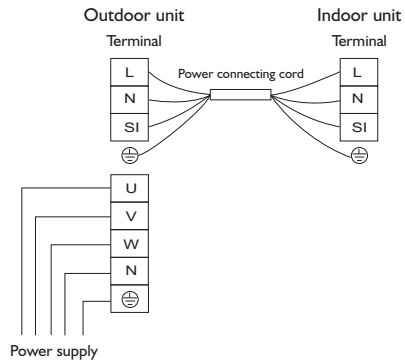 Outdoor unit Indoor unit
Terminal Terminal
L Power connecting cord L
N N
SI SI
U
V
W
N
Power supply